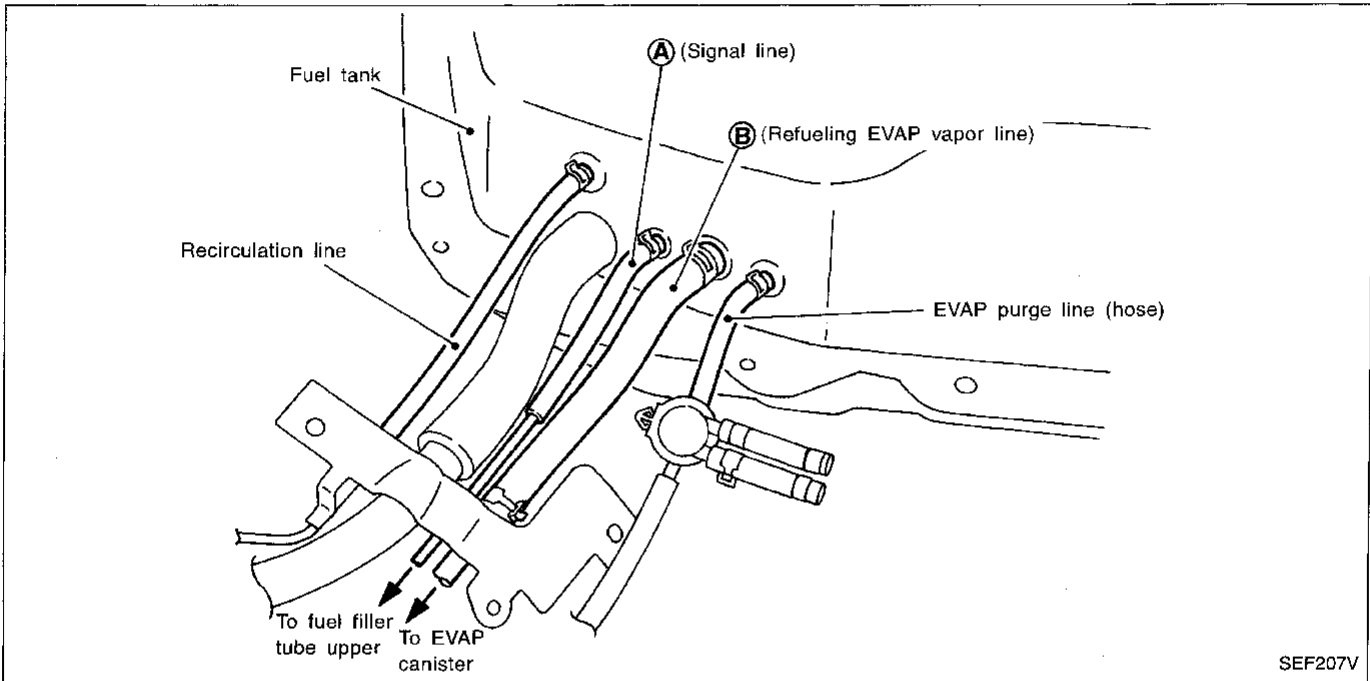 A (Signal line)
Fuel tank
B (Refueling EVAP vapor line)
Recirculation line
EVAP purge line (hose)
To fuel filler
tube upper
To EVAP
canister
SEF207V